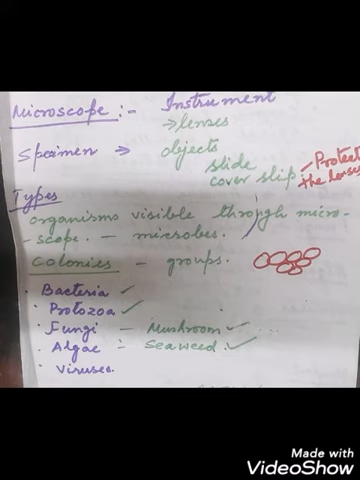 Microscope :- Instrument
→ lenses
Specimen → objects
slide
cover slip - Protect the lenses
Types
organisms visible through micro-
-scope. - microbes.
Colonies - groups.
Bacteria ✓
Protozoa ✓
Fungi - Mushroom ✓ ...
Algae - Seaweed. ✓
Viruses.
Made with
VideoShow